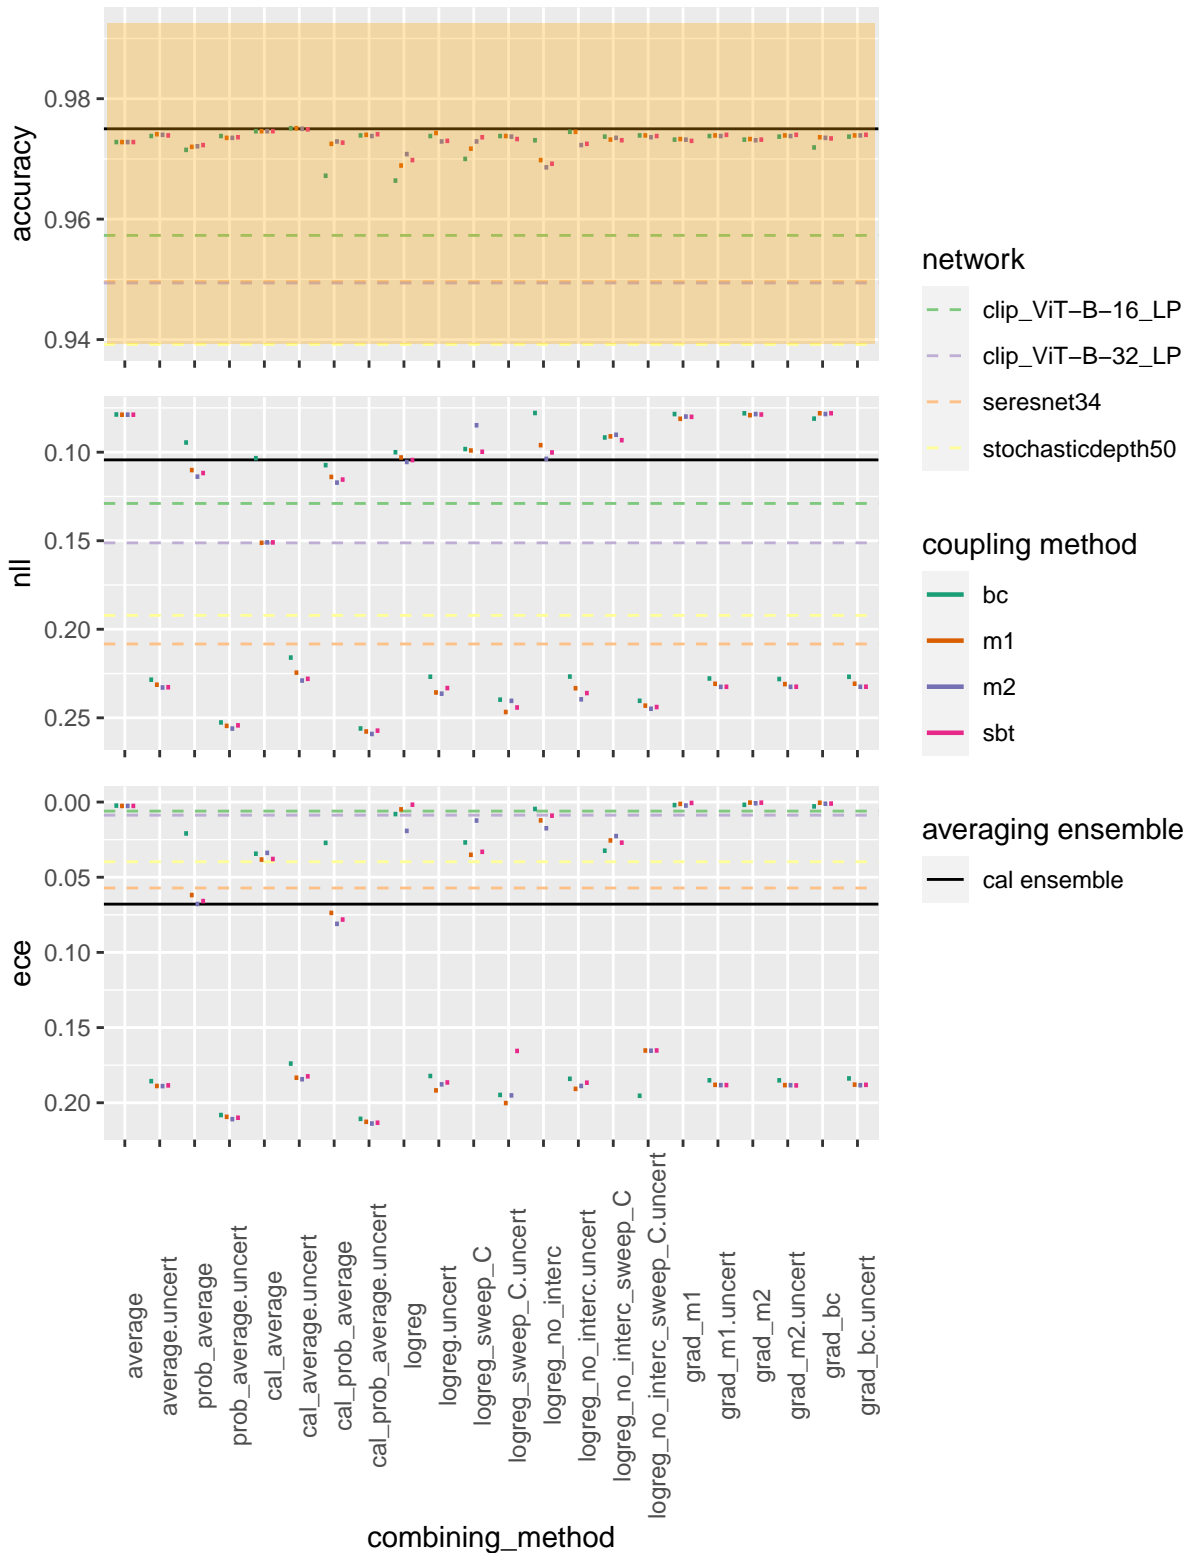 accuracy
0.98
0.96
0.94
nll
0.10
0.15
0.20
0.25
ece
0.00
0.05
0.10
0.15
0.20
average
average.uncert
prob_average
prob_average.uncert
cal_average
cal_average.uncert
cal_prob_average
cal_prob_average.uncert
logreg
logreg.uncert
logreg_sweep_C
logreg_sweep_C.uncert
logreg_no_interc
logreg_no_interc.uncert
logreg_no_interc_sweep_C
logreg_no_interc_sweep_C.uncert
grad_m1
grad_m1.uncert
grad_m2
grad_m2.uncert
grad_bc
grad_bc.uncert
combining_method
network
clip_ViT−B−16_LP
clip_ViT−B−32_LP
seresnet34
stochasticdepth50
coupling method
bc
m1
m2
sbt
averaging ensemble
cal ensemble